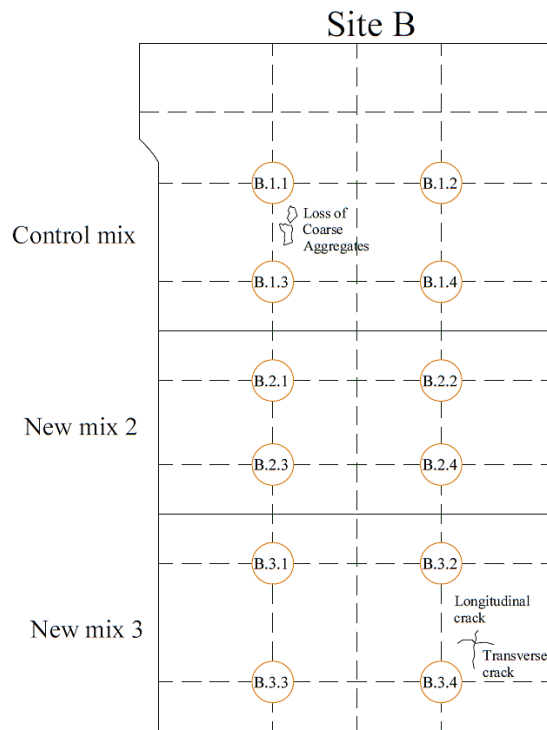 Site B
B.1.1
B.1.2
Loss of
Coarse
Aggregates
Control mix
B.1.3
B.1.4
B.2.1
B.2.2
New mix 2
B.2.3
B.2.4
B.3.1
B.3.2
Longitudinal
crack
New mix 3
Transverse
crack
B.3.3
B.3.4